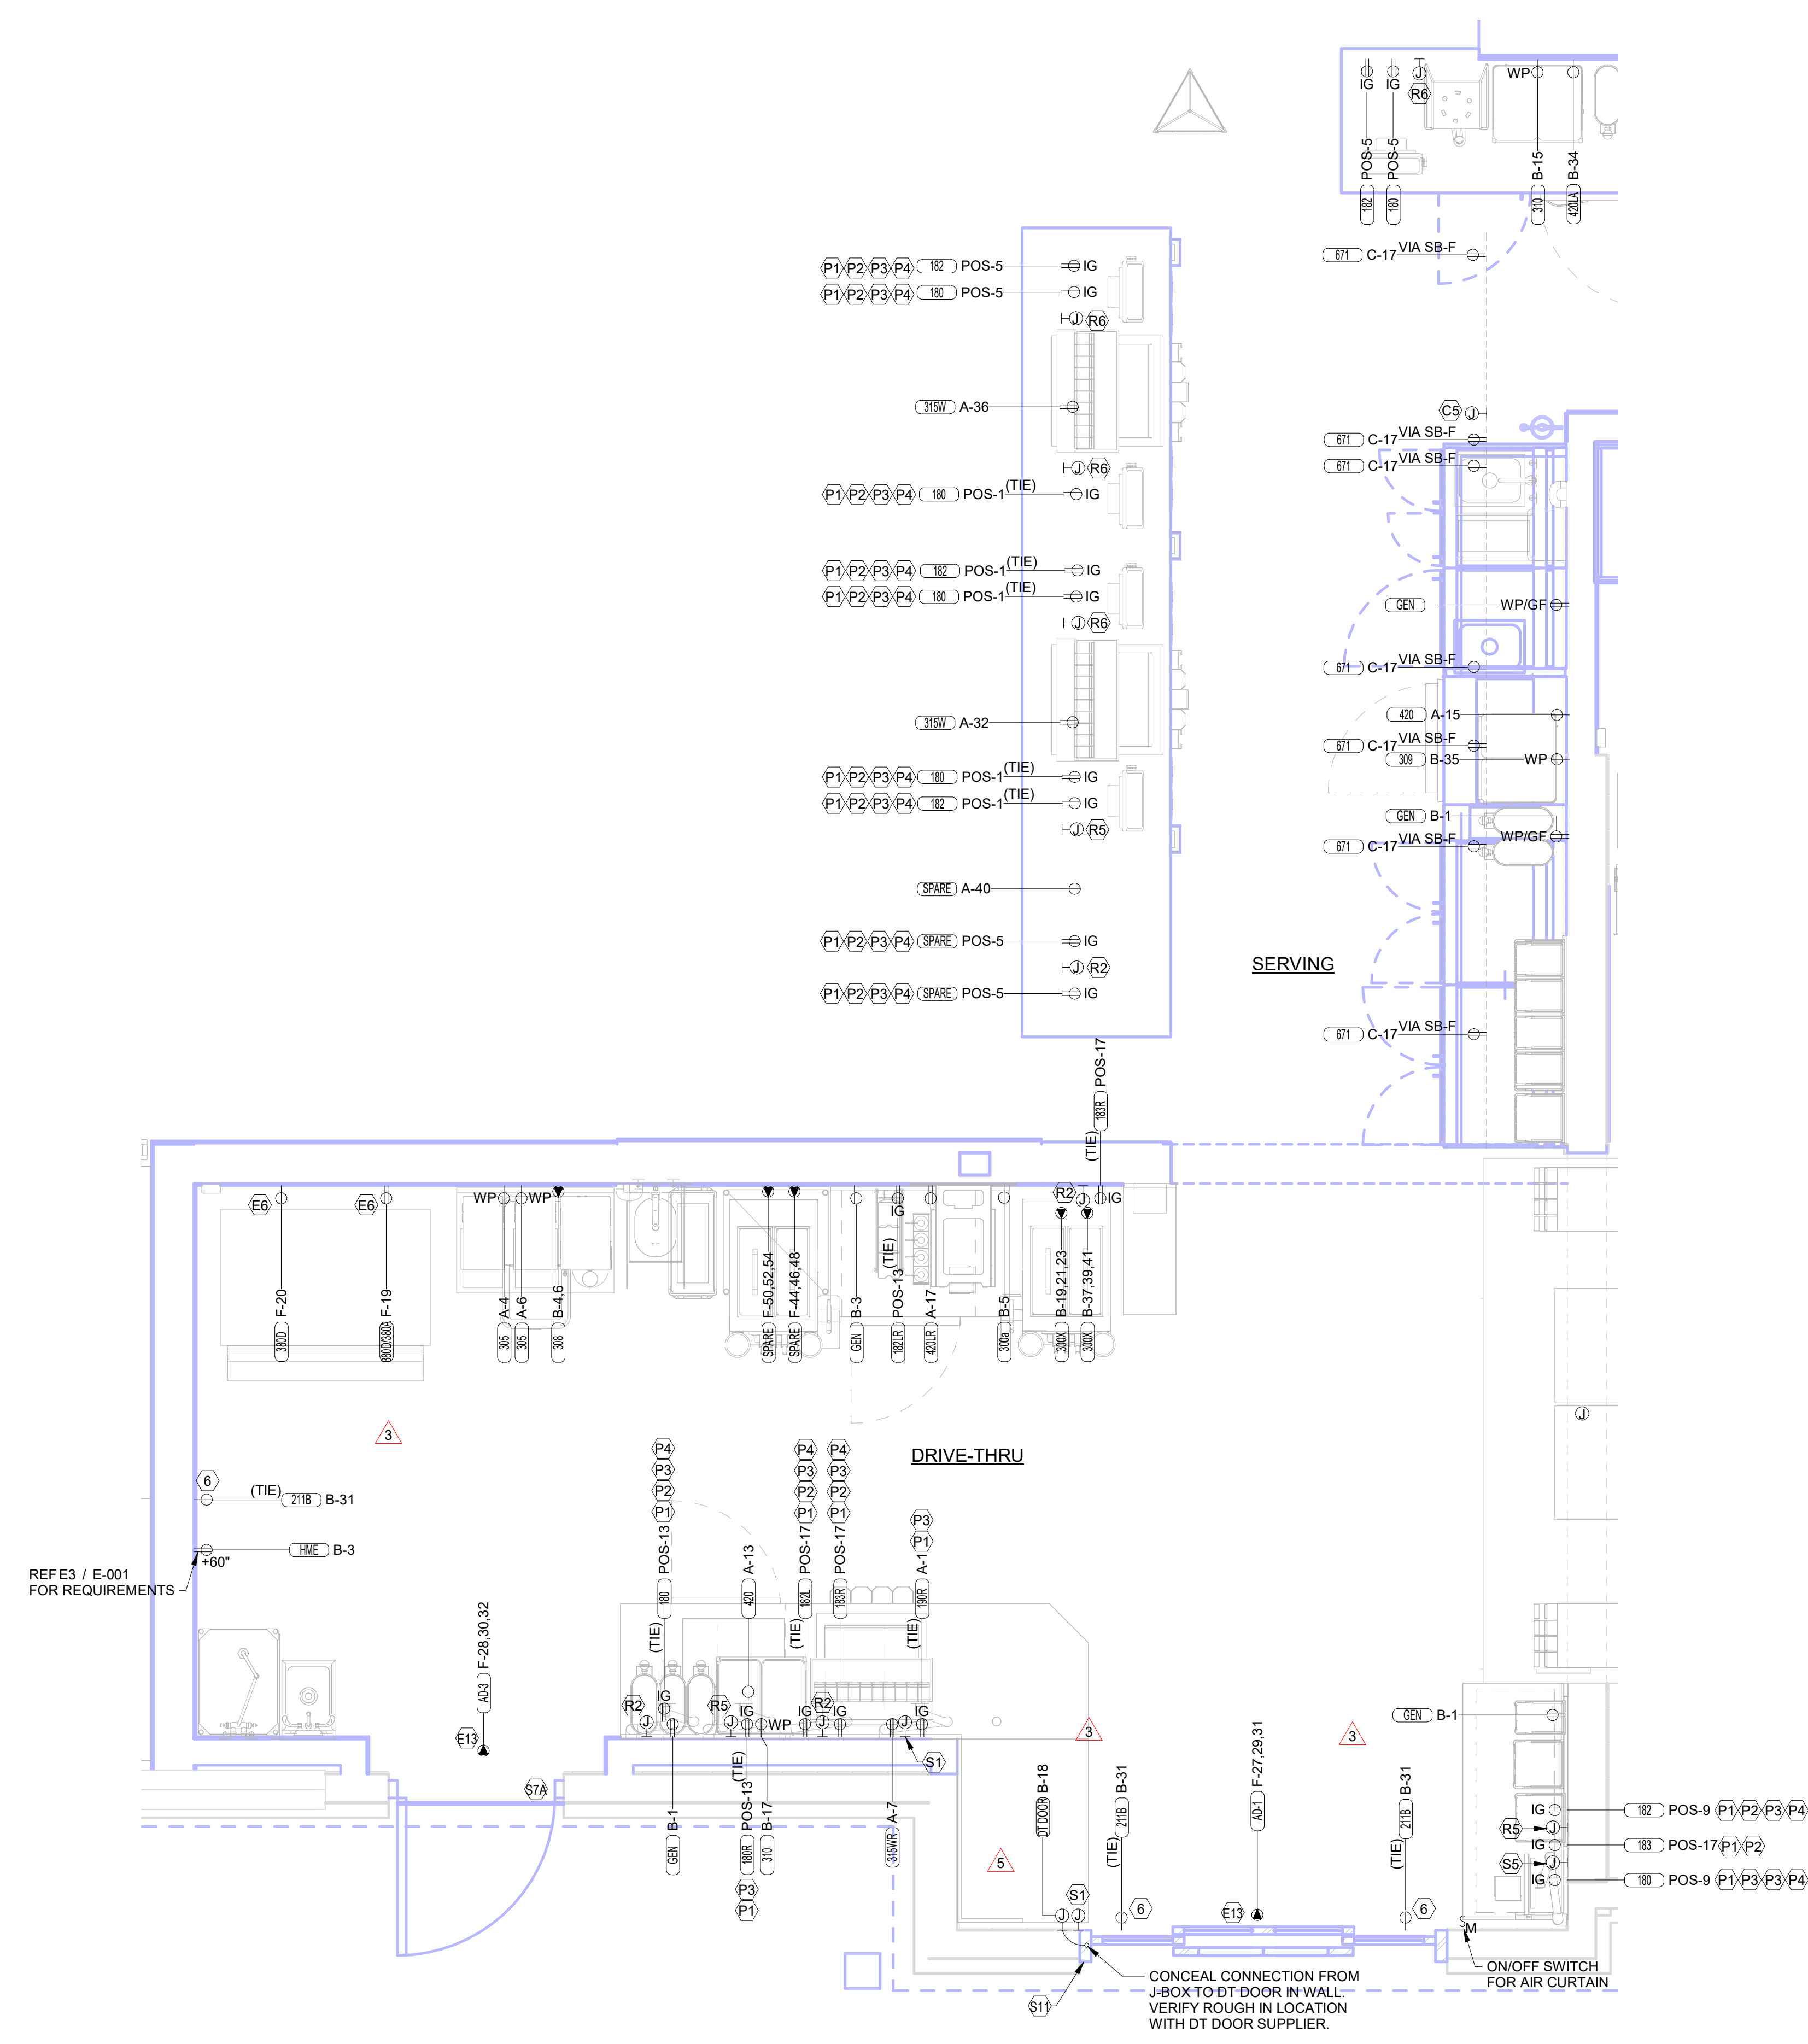 IG IG J WP
R6
182 POS-5
180 POS-5
310 B-15
420LA B-34
671 C-17 VIA SB-F
P1 P2 P3 P4 182 POS-5 IG
P1 P2 P3 P4 180 POS-5 IG
J R6
315W A-36
C5 J
671 C-17 VIA SB-F
671 C-17 VIA SB-F
J R6
P1 P2 P3 P4 180 POS-1 (TIE) IG
P1 P2 P3 P4 182 POS-1 (TIE) IG
P1 P2 P3 P4 180 POS-1 (TIE) IG
GEN WP/GF
J R6
671 C-17 VIA SB-F
315W A-32
420 A-15
671 C-17 VIA SB-F
309 B-35 WP
P1 P2 P3 P4 180 POS-1 (TIE) IG
P1 P2 P3 P4 182 POS-1 (TIE) IG
GEN B-1
WP/GF
J R5
671 C-17 VIA SB-F
SPARE A-40
P1 P2 P3 P4 SPARE POS-5 IG
J R2
SERVING
P1 P2 P3 P4 SPARE POS-5 IG
671 C-17 VIA SB-F
(TIE) 183R POS-17
E6 E6 WP WP IG R2 J IG
380D F-20
380D/380A F-19
305 A-4
305 A-6
308 B-4,6
SPARE F-50,52,54
SPARE F-44,46,48
GEN B-3
182LR POS-13 (TIE)
420LR A-17
300a B-5
300X B-19,21,23
300X B-37,39,41
J
3
DRIVE-THRU
6
(TIE) 211B B-31
HME B-3
+60"
REF E3 / E-001
FOR REQUIREMENTS
P4 P3 P2 P1
(TIE) 180 POS-13
420 A-13
P4 P3 P2 P1
(TIE) 182L POS-17
P4 P3 P2 P1
183R POS-17
P3 P1
(TIE) 190R A-1
E13 AD-3 F-28,30,32
R2 J IG R5 J IG WP IG R2 J IG J IG
S1
S7A
GEN B-1
180R POS-13 (TIE)
P3
P1
310 B-17
315WR A-7
3
3
GEN B-1
5
DT DOOR B-18
J J S1
(TIE) 211B B-31
6
E13 AD-1 F-27,29,31
(TIE) 211B B-31
6
IG 182 POS-9 P1 P2 P3 P4
R5 J
IG 183 POS-17 P1 P2
S5 J
IG 180 POS-9 P1 P3 P3 P4
S
M
ON/OFF SWITCH
FOR AIR CURTAIN
S11
CONCEAL CONNECTION FROM
J-BOX TO DT DOOR IN WALL.
VERIFY ROUGH IN LOCATION
WITH DT DOOR SUPPLIER.